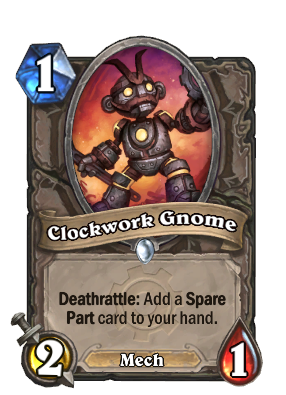 1
Clockwork Gnome
Deathrattle: Add a Spare
Part card to your hand.
2
Mech
1